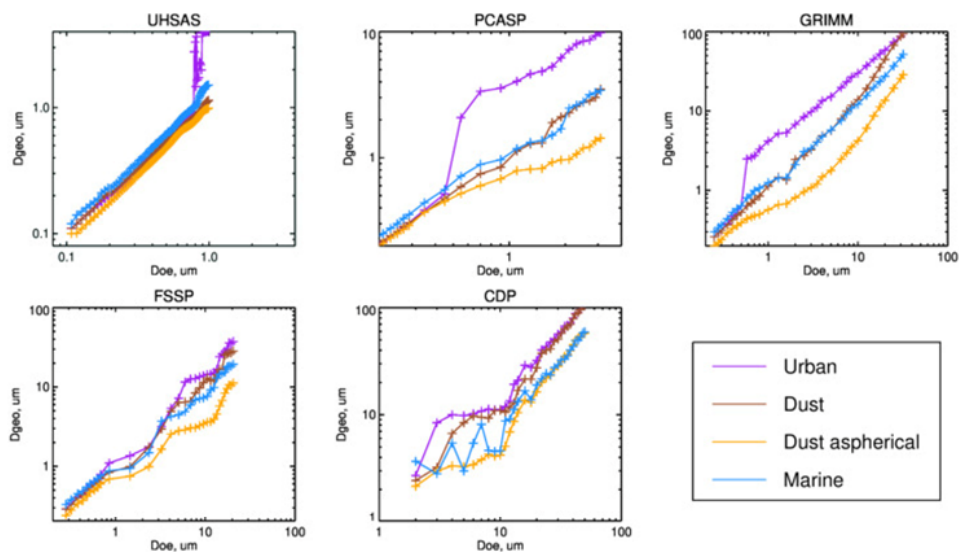 UHSAS
Dgeo, um
1.0
0.1
0.1
1.0
Doe, um
PCASP
Dgeo, um
10
1
1
Doe, um
GRIMM
Dgeo, um
100
10
1
1
10
100
Doe, um
FSSP
Dgeo, um
100
10
1
1
10
100
Doe, um
CDP
Dgeo, um
100
10
1
1
10
100
Doe, um
Urban
Dust
Dust aspherical
Marine